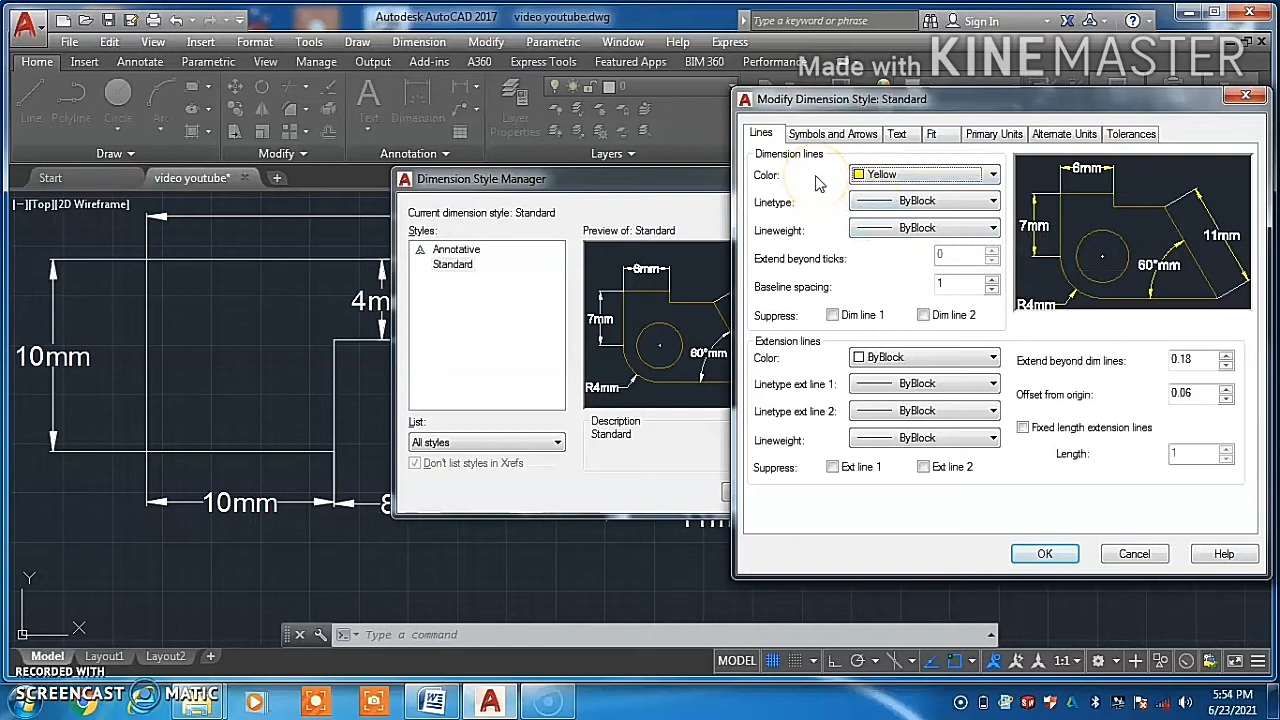 Autodesk AutoCAD 2017 video youtube.dwg
Type a keyword or phrase
Sign In
File Edit View Insert Format Tools Draw Dimension Modify Parametric Window Help Express
Home Insert Annotate Parametric View Manage Output Add-ins A360 Express Tools Featured Apps BIM 360 Performance
Made with KINEMASTER
Line Polyline Circle Arc
Text Dimension
Layer Properties
0
Draw Modify Annotation Layers
Start video youtube*
[−][Top][2D Wireframe]
4m
10mm
10mm
8
Y
X
Dimension Style Manager
Current dimension style: Standard
Styles:
Annotative
Standard
Preview of: Standard
6mm
7mm
60°mm
R4mm
List:
All styles
Don't list styles in Xrefs
Description
Standard
Modify Dimension Style: Standard
Lines Symbols and Arrows Text Fit Primary Units Alternate Units Tolerances
Dimension lines
Color: Yellow
Linetype: ByBlock
Lineweight: ByBlock
Extend beyond ticks: 0
Baseline spacing: 1
Suppress: Dim line 1 Dim line 2
6mm
7mm
11mm
60°mm
R4mm
Extension lines
Color: ByBlock
Linetype ext line 1: ByBlock
Linetype ext line 2: ByBlock
Lineweight: ByBlock
Suppress: Ext line 1 Ext line 2
Extend beyond dim lines: 0.18
Offset from origin: 0.06
Fixed length extension lines
Length: 1
OK Cancel Help
Type a command
Model Layout1 Layout2
MODEL 1:1
RECORDED WITH
SCREENCAST MATIC
5:54 PM
6/23/2021